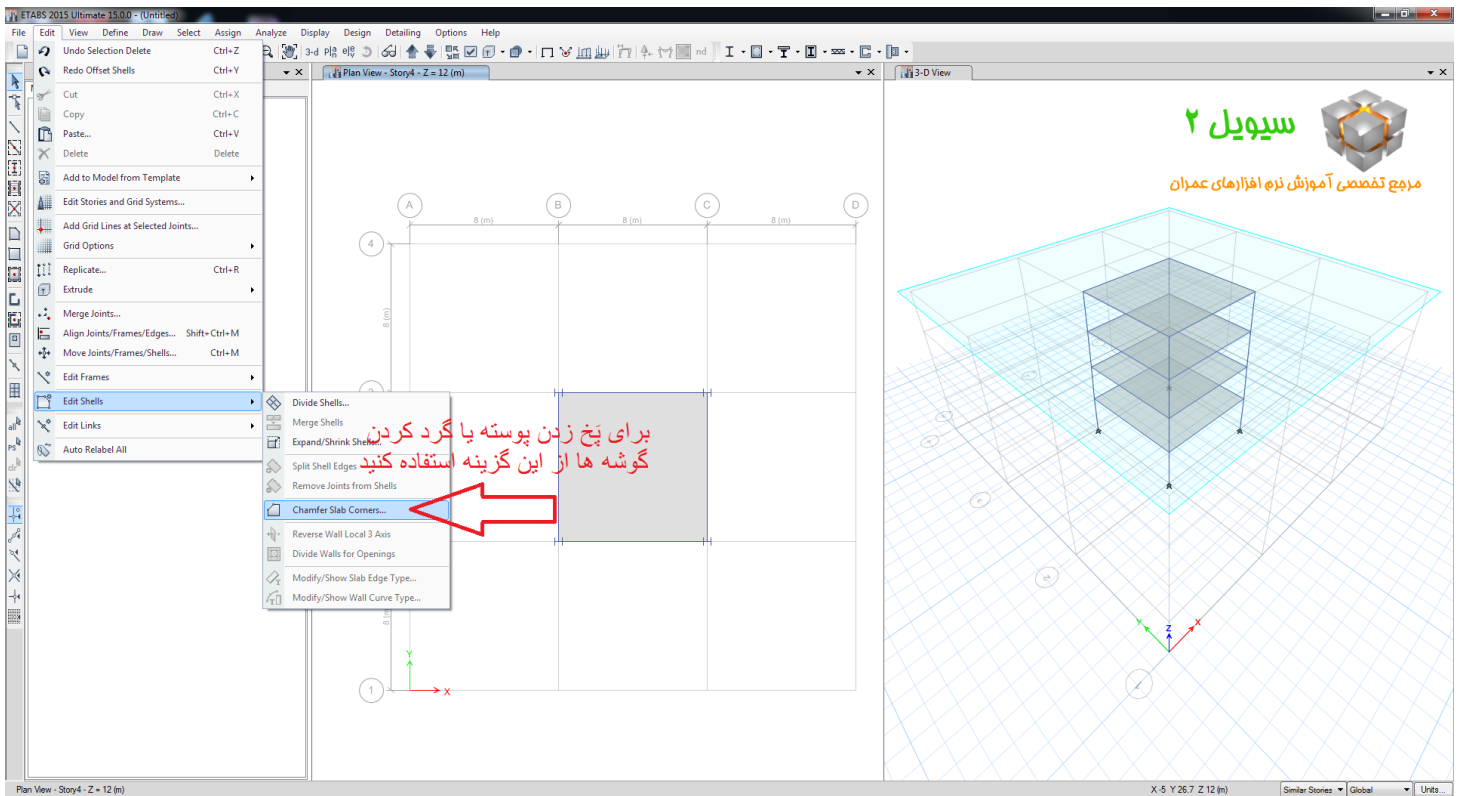 ETABS 2015 Ultimate 15.0.0 - (Untitled)
File Edit View Define Draw Select Assign Analyze Display Design Detailing Options Help
Undo Selection Delete Ctrl+Z
Redo Offset Shells Ctrl+Y
Cut Ctrl+X
Copy Ctrl+C
Paste... Ctrl+V
Delete Delete
Add to Model from Template
Edit Stories and Grid Systems...
Add Grid Lines at Selected Joints...
Grid Options
Replicate... Ctrl+R
Extrude
Merge Joints...
Align Joints/Frames/Edges... Shift+Ctrl+M
Move Joints/Frames/Shells... Ctrl+M
Edit Frames
Edit Shells
Edit Links
Auto Relabel All
Divide Shells...
Merge Shells
Expand/Shrink Shells...
Split Shell Edges
Remove Joints from Shells
Chamfer Slab Corners...
Reverse Wall Local 3 Axis
Divide Walls for Openings
Modify/Show Slab Edge Type...
Modify/Show Wall Curve Type...
3-d
nd
all
PS
clr
Plan View - Story4 - Z = 12 (m)
A B C D
8 (m) 8 (m) 8 (m)
4
8 (m)
8 (m)
1
Y
X
برای پَخ زدن پوسته یا گرد کردن
گوشه ها از این گزینه استفاده کنید
3-D View
سیویل ۲
مرجع تخصصی آموزش نرم افزارهای عمران
Y Z X
Plan View - Story4 - Z = 12 (m)
X -5 Y 26.7 Z 12 (m)
Similar Stories Global Units...